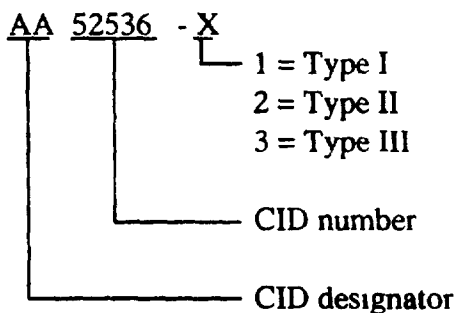 AA 52536 - X
1 = Type I
2 = Type II
3 = Type III
CID number
CID designator